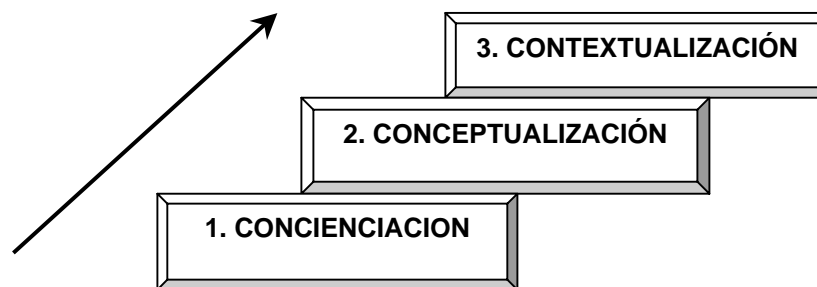 3. CONTEXTUALIZACIÓN
2. CONCEPTUALIZACIÓN
1. CONCIENCIACION